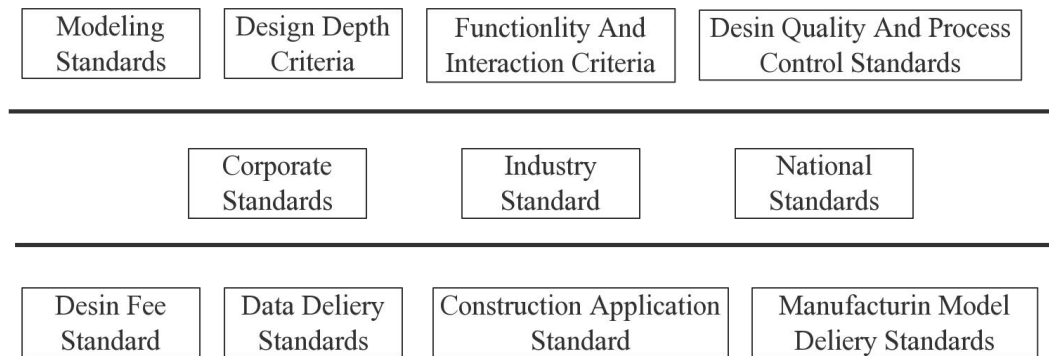 Modeling
Standards
Design Depth
Criteria
Functionlity And
Interaction Criteria
Desin Quality And Process
Control Standards
Corporate
Standards
Industry
Standard
National
Standards
Desin Fee
Standard
Data Deliery
Standards
Construction Application
Standard
Manufacturin Model
Deliery Standards